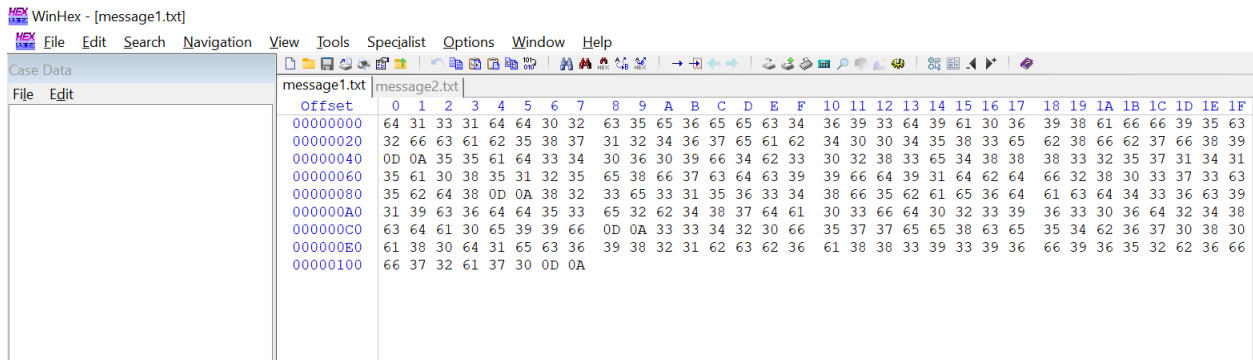 HEX WinHex - [message1.txt]
HEX File Edit Search Navigation View Tools Specialist Options Window Help
Case Data
File Edit
message1.txt message2.txt
Offset 0 1 2 3 4 5 6 7 8 9 A B C D E F 10 11 12 13 14 15 16 17 18 19 1A 1B 1C 1D 1E 1F
00000000 64 31 33 31 64 64 30 32 63 35 65 36 65 65 63 34 36 39 33 64 39 61 30 36 39 38 61 66 66 39 35 63
00000020 32 66 63 61 62 35 38 37 31 32 34 36 37 65 61 62 34 30 30 34 35 38 33 65 62 38 66 62 37 66 38 39
00000040 0D 0A 35 35 61 64 33 34 30 36 30 39 66 34 62 33 30 32 38 33 65 34 38 38 38 33 32 35 37 31 34 31
00000060 35 61 30 38 35 31 32 35 65 38 66 37 63 64 63 39 39 66 64 39 31 64 62 64 66 32 38 30 33 37 33 63
00000080 35 62 64 38 0D 0A 38 32 33 65 33 31 35 36 33 34 38 66 35 62 61 65 36 64 61 63 64 34 33 36 63 39
000000A0 31 39 63 36 64 64 35 33 65 32 62 34 38 37 64 61 30 33 66 64 30 32 33 39 36 33 30 36 64 32 34 38
000000C0 63 64 61 30 65 39 39 66 0D 0A 33 33 34 32 30 66 35 37 37 65 65 38 63 65 35 34 62 36 37 30 38 30
000000E0 61 38 30 64 31 65 63 36 39 38 32 31 62 63 62 36 61 38 38 33 39 33 39 36 66 39 36 35 32 62 36 66
00000100 66 37 32 61 37 30 0D 0A